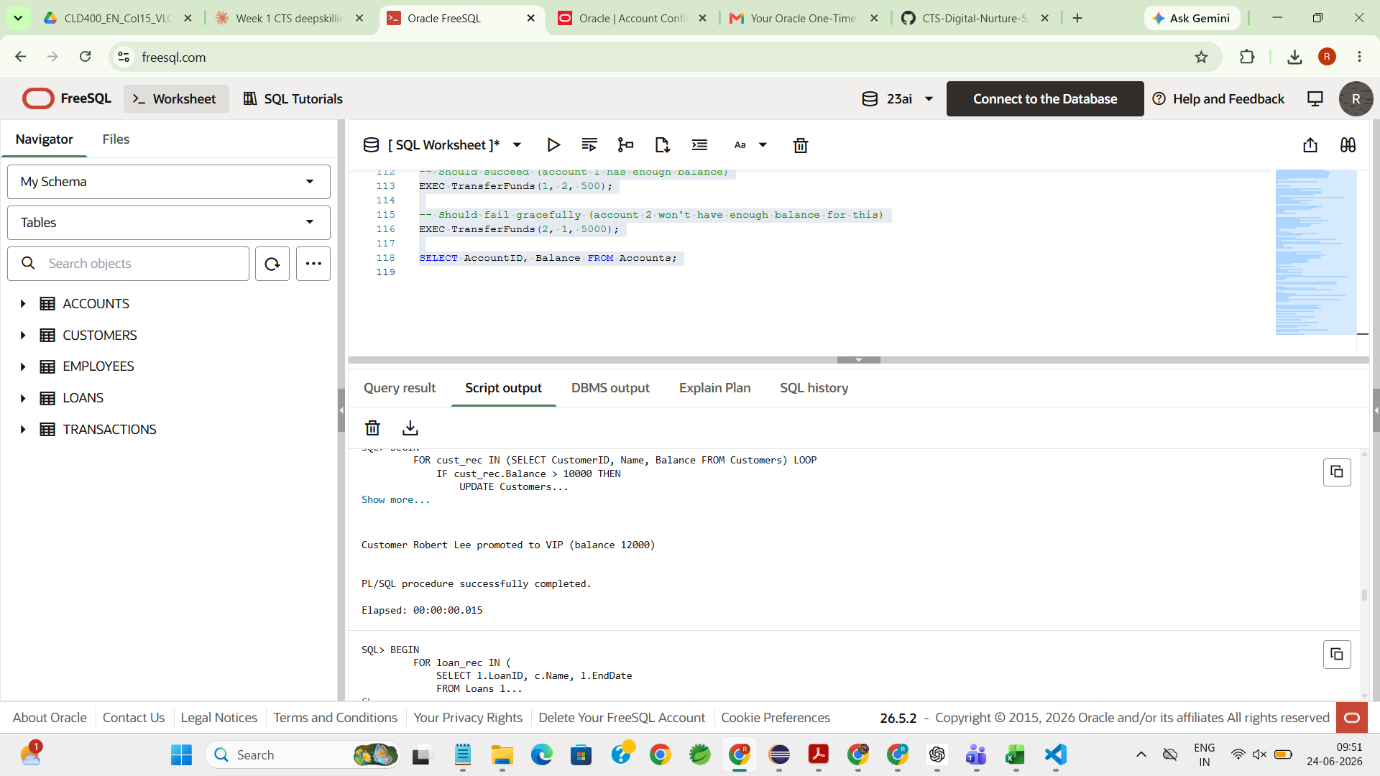 CLD400_EN_Col15_VLC
Week 1 CTS deepskillin
Oracle FreeSQL
Oracle | Account Confi
Your Oracle One-Time
CTS-Digital-Nurture-5.
Ask Gemini
freesql.com
R
FreeSQL
>_ Worksheet
SQL Tutorials
23ai
Connect to the Database
Help and Feedback
R
Navigator
Files
My Schema
Tables
Search objects
ACCOUNTS
CUSTOMERS
EMPLOYEES
LOANS
TRANSACTIONS
[ SQL Worksheet ]*
Aa
112 -- Should succeed (account 1 has enough balance)
113 EXEC TransferFunds(1, 2, 500);
114
115 -- Should fail gracefully (account 2 won't have enough balance for this)
116 EXEC TransferFunds(2, 1, 5000);
117
118 SELECT AccountID, Balance FROM Accounts;
119
Query result
Script output
DBMS output
Explain Plan
SQL history
SQL> BEGIN
FOR cust_rec IN (SELECT CustomerID, Name, Balance FROM Customers) LOOP
IF cust_rec.Balance > 10000 THEN
UPDATE Customers...
Show more...
Customer Robert Lee promoted to VIP (balance 12000)
PL/SQL procedure successfully completed.
Elapsed: 00:00:00.015
SQL> BEGIN
FOR loan_rec IN (
SELECT l.LoanID, c.Name, l.EndDate
FROM Loans l...
About Oracle
Contact Us
Legal Notices
Terms and Conditions
Your Privacy Rights
Delete Your FreeSQL Account
Cookie Preferences
26.5.2 - Copyright © 2015, 2026 Oracle and/or its affiliates All rights reserved
1
Search
ENG
IN
09:51
24-06-2026